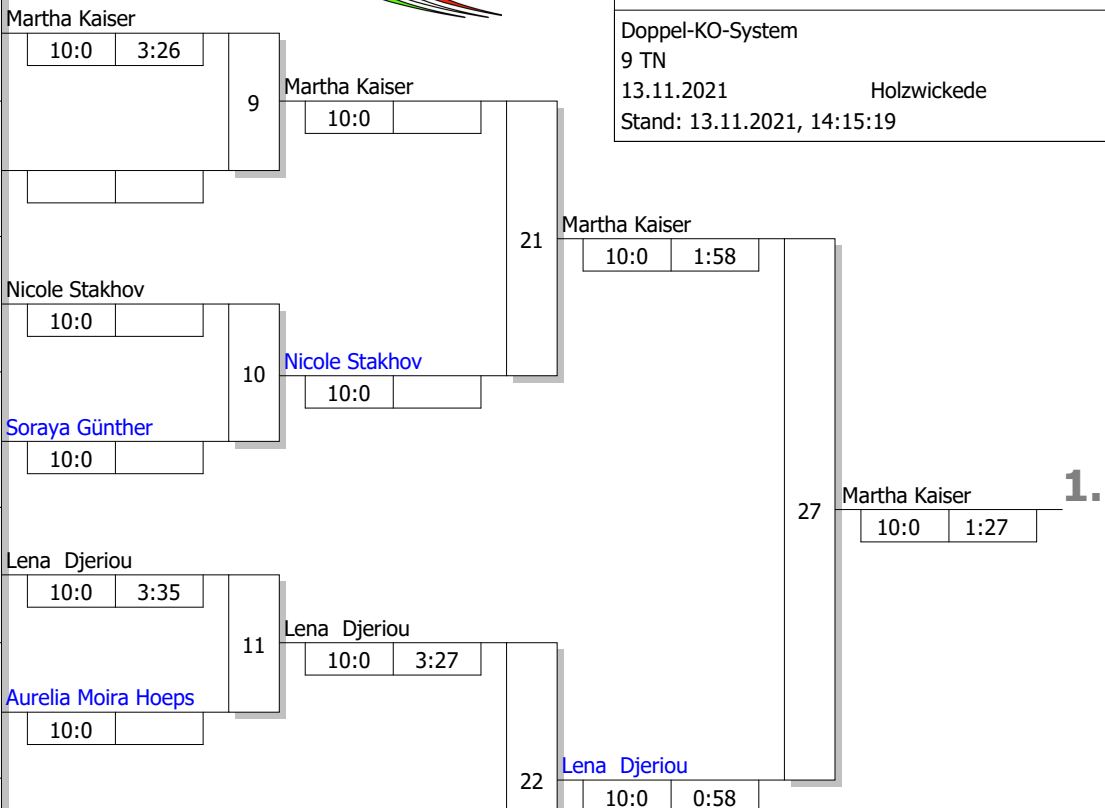 Martha Kaiser
10:0 3:26
9
Martha Kaiser
10:0
Doppel-KO-System
9 TN
13.11.2021 Holzwickede
Stand: 13.11.2021, 14:15:19
21
Martha Kaiser
10:0 1:58
Nicole Stakhov
10:0
10
Nicole Stakhov
10:0
Soraya Günther
10:0
27
Martha Kaiser
10:0 1:27
1.
Lena Djeriou
10:0 3:35
11
Lena Djeriou
10:0 3:27
Aurelia Moira Hoeps
10:0
22
Lena Djeriou
10:0 0:58